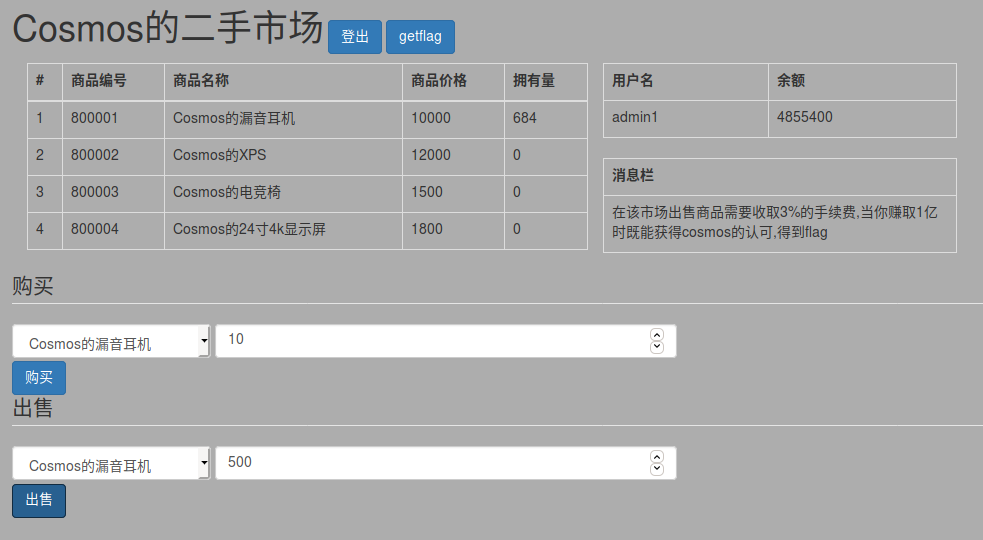 Cosmos的二手市场 登出 getflag
# 商品编号 商品名称 商品价格 拥有量
1 800001 Cosmos的漏音耳机 10000 684
2 800002 Cosmos的XPS 12000 0
3 800003 Cosmos的电竞椅 1500 0
4 800004 Cosmos的24寸4k显示屏 1800 0
用户名 余额
admin1 4855400
消息栏
在该市场出售商品需要收取3%的手续费,当你赚取1亿
时既能获得cosmos的认可,得到flag
购买
Cosmos的漏音耳机 10
购买
出售
Cosmos的漏音耳机 500
出售